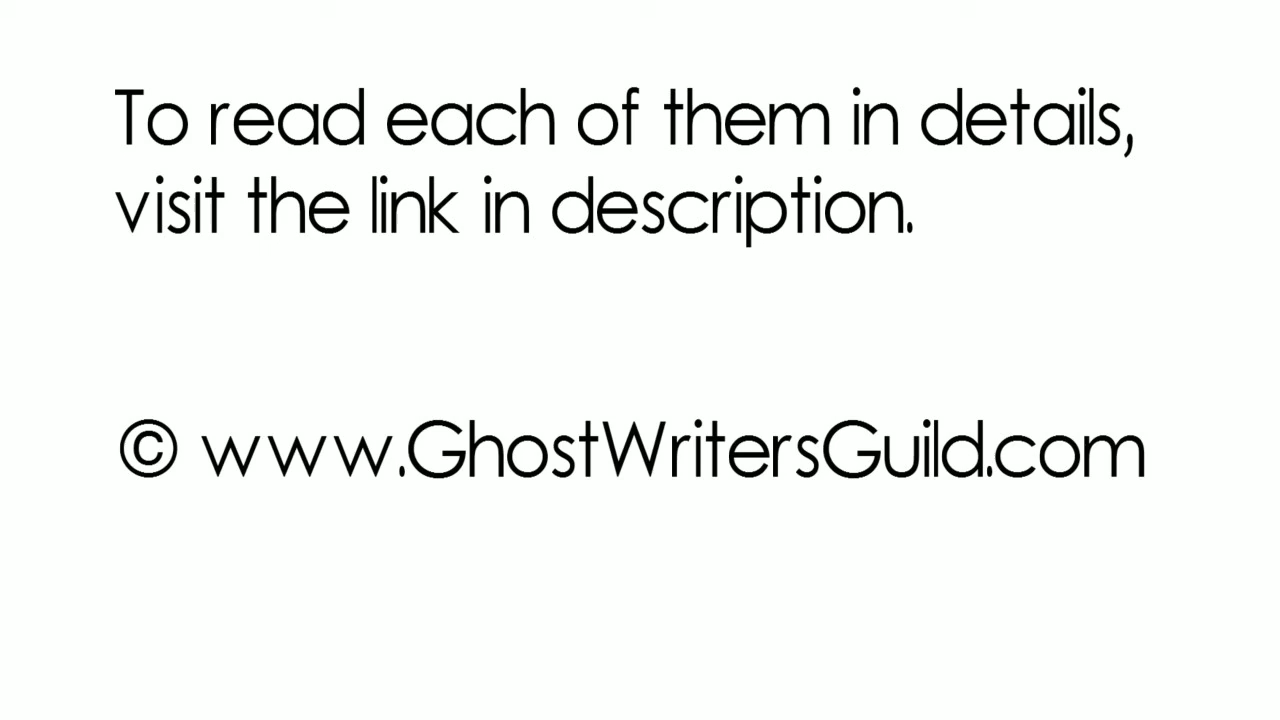 To read each of them in details,
visit the link in description.
© www.GhostWritersGuild.com